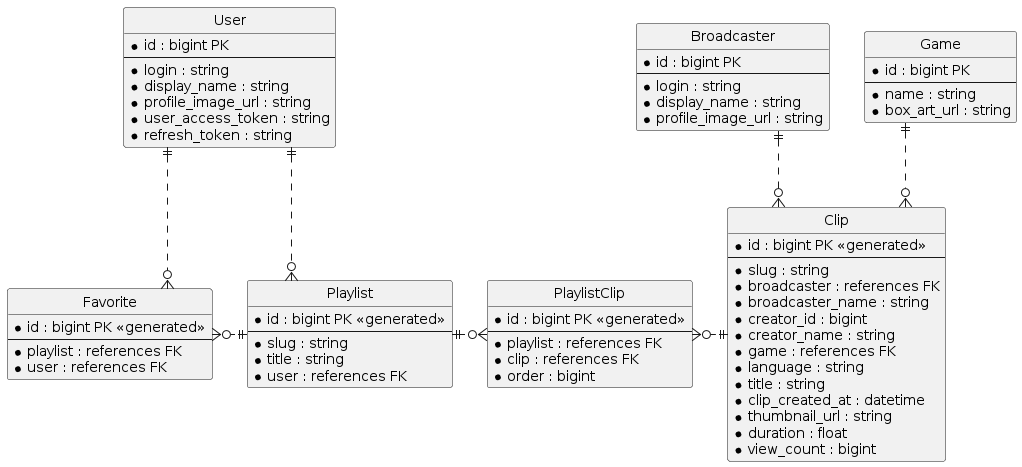 User
id : bigint PK
login : string
display_name : string
profile_image_url : string
user_access_token : string
refresh_token : string
Broadcaster
id : bigint PK
login : string
display_name : string
profile_image_url : string
Game
id : bigint PK
name : string
box_art_url : string
Favorite
id : bigint PK «generated»
playlist : references FK
user : references FK
Playlist
id : bigint PK «generated»
slug : string
title : string
user : references FK
PlaylistClip
id : bigint PK «generated»
playlist : references FK
clip : references FK
order : bigint
Clip
id : bigint PK «generated»
slug : string
broadcaster : references FK
broadcaster_name : string
creator_id : bigint
creator_name : string
game : references FK
language : string
title : string
clip_created_at : datetime
thumbnail_url : string
duration : float
view_count : bigint